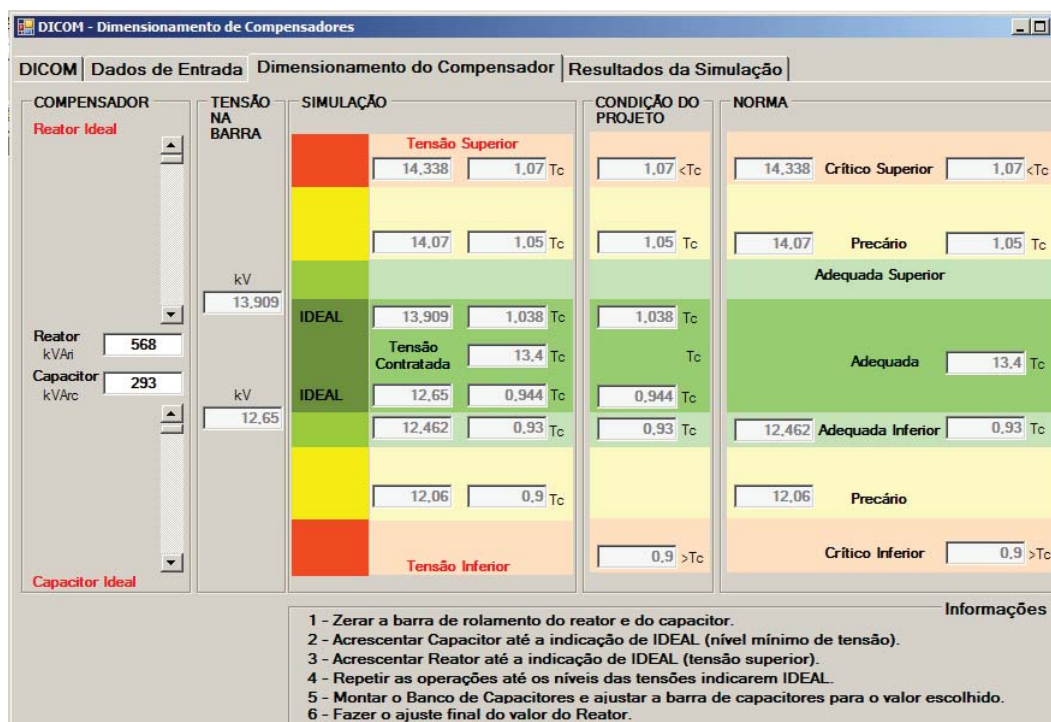 DICOM - Dimensionamento de Compensadores
DICOM Dados de Entrada Dimensionamento do Compensador Resultados da Simulação
COMPENSADOR
Reator Ideal
Reator
kVAri
568
Capacitor
kVArc
293
Capacitor Ideal
TENSÃO
NA
BARRA
kV
13,909
kV
12,65
SIMULAÇÃO
Tensão Superior
14,338 1,07 Tc
14,07 1,05 Tc
IDEAL 13,909 1,038 Tc
Tensão
Contratada 13,4 Tc
IDEAL 12,65 0,944 Tc
12,462 0,93 Tc
12,06 0,9 Tc
Tensão Inferior
CONDIÇÃO DO
PROJETO
1,07 <Tc
1,05 Tc
1,038 Tc
Tc
0,944 Tc
0,93 Tc
0,9 >Tc
NORMA
14,338 Crítico Superior 1,07 <Tc
14,07 Precário 1,05 Tc
Adequada Superior
Adequada 13,4 Tc
12,462 Adequada Inferior 0,93 Tc
12,06 Precário
Crítico Inferior 0,9 >Tc
Informações
1 - Zerar a barra de rolamento do reator e do capacitor.
2 - Acrescentar Capacitor até a indicação de IDEAL (nível mínimo de tensão).
3 - Acrescentar Reator até a indicação de IDEAL (tensão superior).
4 - Repetir as operações até os níveis das tensões indicarem IDEAL.
5 - Montar o Banco de Capacitores e ajustar a barra de capacitores para o valor escolhido.
6 - Fazer o ajuste final do valor do Reator.